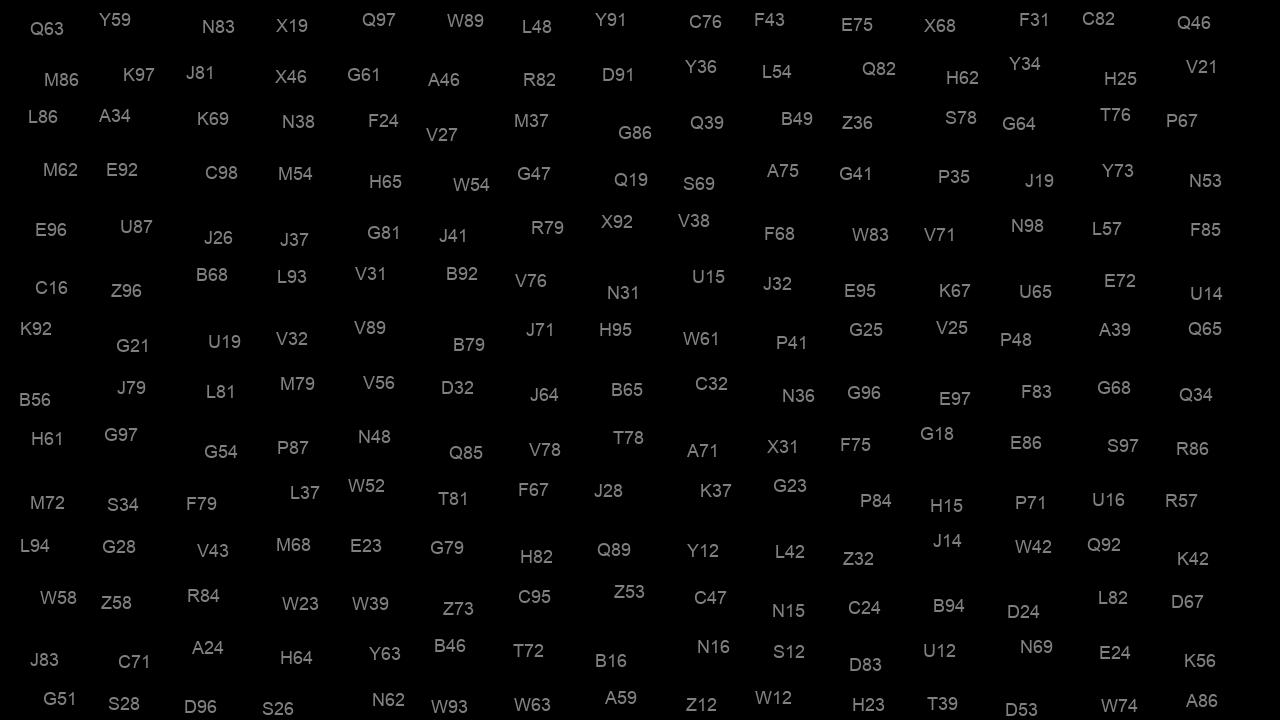 Q63 Y59 N83 X19 Q97 W89 L48 Y91 C76 F43 E75 X68 F31 C82 Q46
M86 K97 J81 X46 G61 A46 R82 D91 Y36 L54 Q82 H62 Y34 H25 V21
L86 A34 K69 N38 F24 V27 M37 G86 Q39 B49 Z36 S78 G64 T76 P67
M62 E92 C98 M54 H65 W54 G47 Q19 S69 A75 G41 P35 J19 Y73 N53
E96 U87 J26 J37 G81 J41 R79 X92 V38 F68 W83 V71 N98 L57 F85
C16 Z96 B68 L93 V31 B92 V76 N31 U15 J32 E95 K67 U65 E72 U14
K92 G21 U19 V32 V89 B79 J71 H95 W61 P41 G25 V25 P48 A39 Q65
B56 J79 L81 M79 V56 D32 J64 B65 C32 N36 G96 E97 F83 G68 Q34
H61 G97 G54 P87 N48 Q85 V78 T78 A71 X31 F75 G18 E86 S97 R86
M72 S34 F79 L37 W52 T81 F67 J28 K37 G23 P84 H15 P71 U16 R57
L94 G28 V43 M68 E23 G79 H82 Q89 Y12 L42 Z32 J14 W42 Q92 K42
W58 Z58 R84 W23 W39 Z73 C95 Z53 C47 N15 C24 B94 D24 L82 D67
J83 C71 A24 H64 Y63 B46 T72 B16 N16 S12 D83 U12 N69 E24 K56
G51 S28 D96 S26 N62 W93 W63 A59 Z12 W12 H23 T39 D53 W74 A86